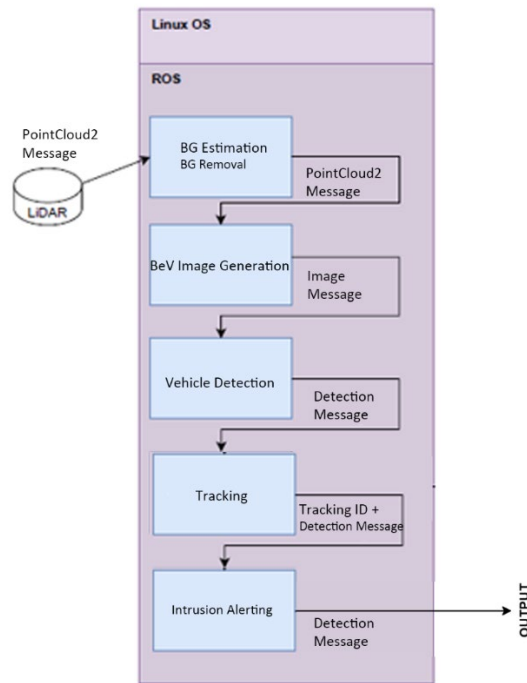 Linux OS
ROS
PointCloud2
Message
LiDAR
BG Estimation
BG Removal
PointCloud2
Message
BeV Image Generation
Image
Message
Vehicle Detection
Detection
Message
Tracking
Tracking ID +
Detection Message
Intrusion Alerting
Detection
Message
OUTPUT